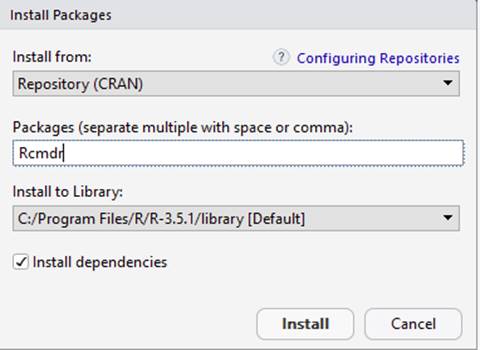 Install Packages
Install from:
? Configuring Repositories
Repository (CRAN)
Packages (separate multiple with space or comma):
Rcmdr
Install to Library:
C:/Program Files/R/R-3.5.1/library [Default]
Install dependencies
Install Cancel